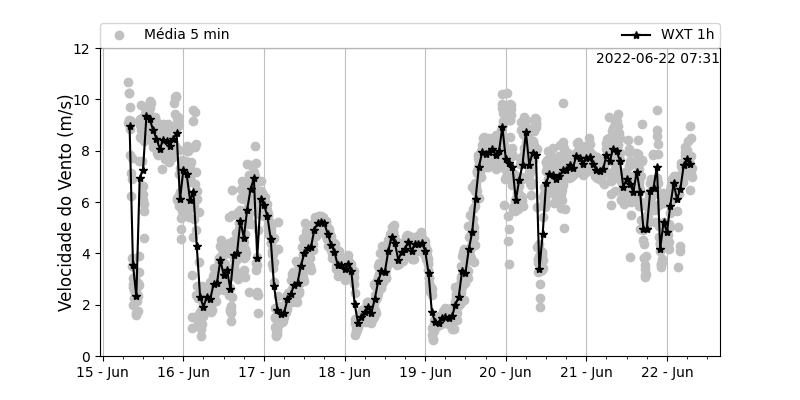 Média 5 min
WXT 1h
2022-06-22 07:31
Velocidade do Vento (m/s)
12
10
8
6
4
2
0
15 - Jun
16 - Jun
17 - Jun
18 - Jun
19 - Jun
20 - Jun
21 - Jun
22 - Jun